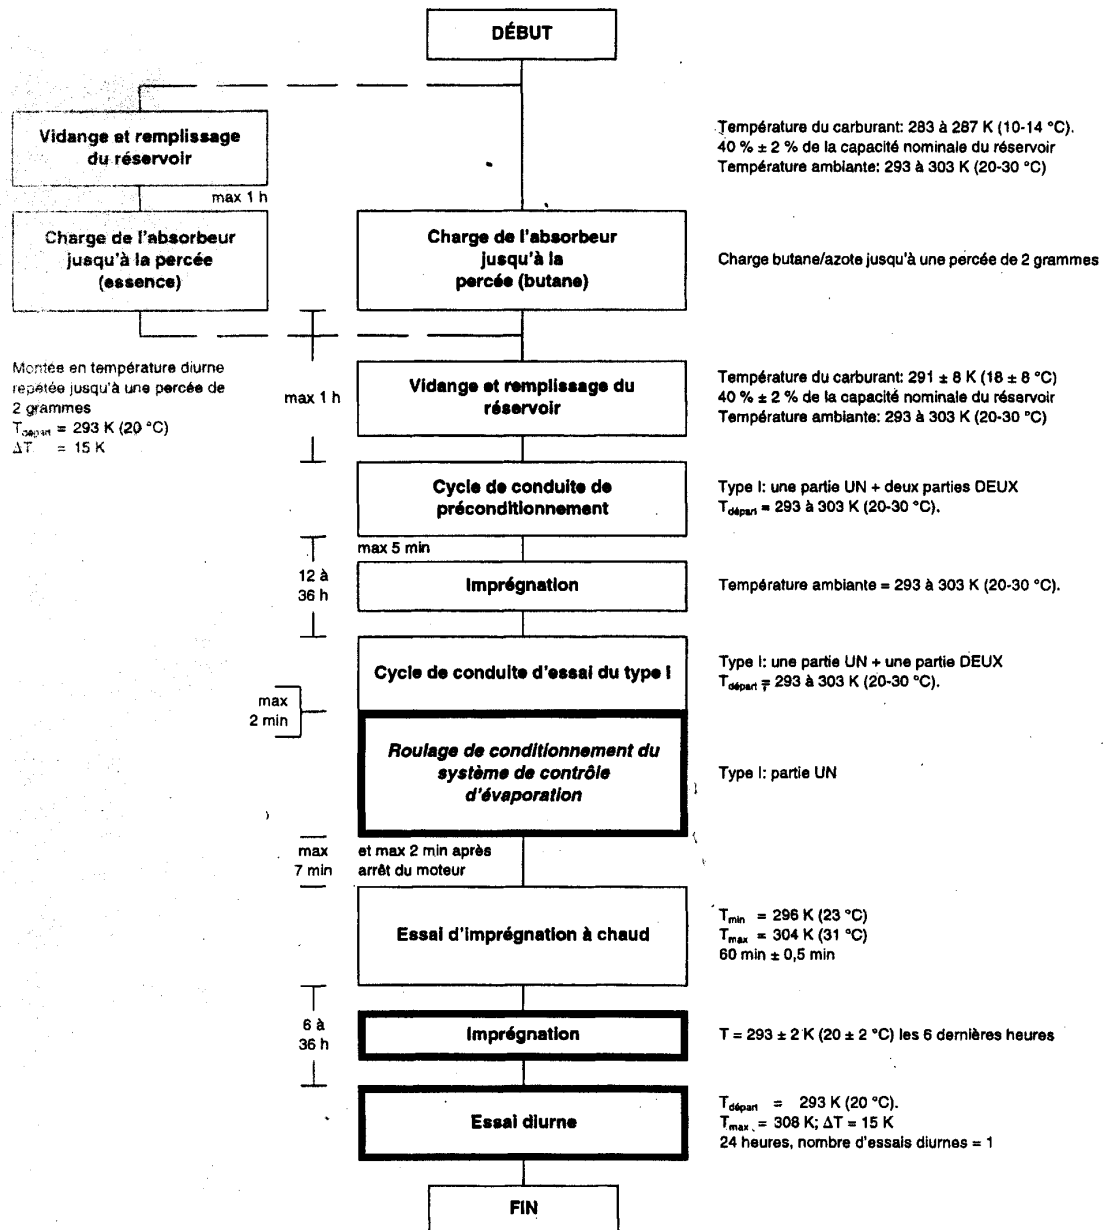 DÉBUT
Vidange et remplissage
du réservoir
Température du carburant: 283 à 287 K (10-14 °C).
40 % ± 2 % de la capacité nominale du réservoir
Température ambiante: 293 à 303 K (20-30 °C)
max 1 h
Charge de l'absorbeur
jusqu'à la percée
(essence)
Charge de l'absorbeur
jusqu'à la
percée (butane)
Charge butane/azote jusqu'à une percée de 2 grammes
Montée en température diurne
repétée jusqu'à une percée de
2 grammes
Tdépart = 293 K (20 °C)
ΔT = 15 K
max 1 h
Vidange et remplissage du
réservoir
Température du carburant: 291 ± 8 K (18 ± 8 °C)
40 % ± 2 % de la capacité nominale du réservoir
Température ambiante: 293 à 303 K (20-30 °C)
Cycle de conduite de
préconditionnement
Type I: une partie UN + deux parties DEUX
Tdépart = 293 à 303 K (20-30 °C).
max 5 min
12 à
36 h
Imprégnation
Température ambiante = 293 à 303 K (20-30 °C).
Cycle de conduite d'essai du type I
Type I: une partie UN + une partie DEUX
Tdépart = 293 à 303 K (20-30 °C).
max
2 min
Roulage de conditionnement du
système de contrôle
d'évaporation
Type I: partie UN
max
7 min
et max 2 min après
arrêt du moteur
Essai d'imprégnation à chaud
Tmin = 296 K (23 °C)
Tmax = 304 K (31 °C)
60 min ± 0,5 min
6 à
36 h
Imprégnation
T = 293 ± 2 K (20 ± 2 °C) les 6 dernières heures
Essai diurne
Tdépart = 293 K (20 °C).
Tmax = 308 K; ΔT = 15 K
24 heures, nombre d'essais diurnes = 1
FIN